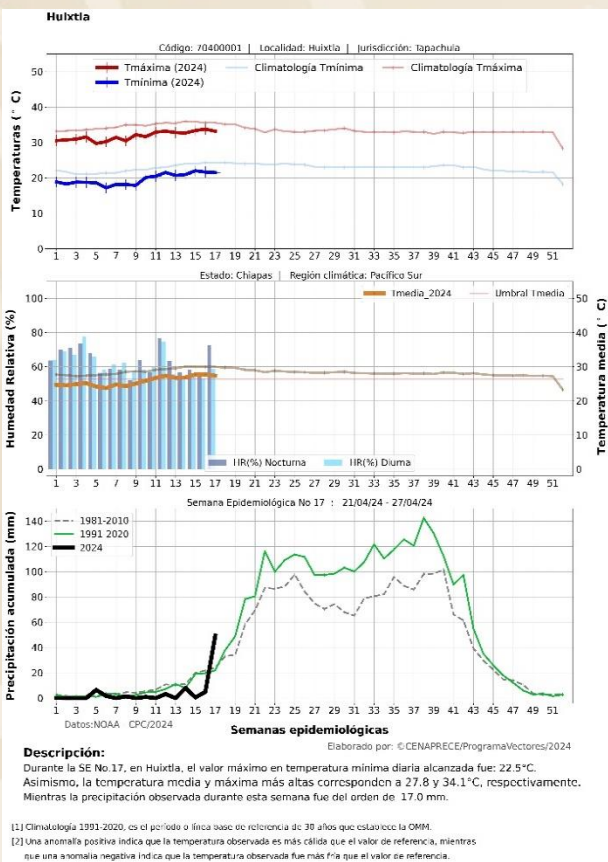 Huixtla
Código: 70400001 | Localidad: Huixtla | Jurisdicción: Tapachula
Tmáxima (2024)
Climatología Tmínima
Climatología Tmáxima
Tmínima (2024)
Temperaturas (° C)
50
40
30
20
10
0
1 3 5 7 9 11 13 15 17 19 21 23 25 27 29 31 33 35 37 39 41 43 45 47 49 51
Estado: Chiapas | Región climática: Pacífico Sur
Tmedia_2024
Umbral Tmedia
Humedad Relativa (%)
100
80
60
40
20
0
Temperatura media (° C)
50
40
30
20
10
0
HR(%) Nocturna
HR(%) Diurna
1 3 5 7 9 11 13 15 17 19 21 23 25 27 29 31 33 35 37 39 41 43 45 47 49 51
Semana Epidemiológica No 17 : 21/04/24 - 27/04/24
1981-2010
1991 2020
2024
Precipitación acumulada (mm)
140
120
100
80
60
40
20
0
1 3 5 7 9 11 13 15 17 19 21 23 25 27 29 31 33 35 37 39 41 43 45 47 49 51
Datos:NOAA CPC/2024
Semanas epidemiológicas
Elaborado por: ©CENAPRECE/ProgramaVectores/2024
Descripción:
Durante la SE No.17, en Huixtla, el valor máximo en temperatura mínima diaria alcanzada fue: 22.5°C.
Asimismo, la temperatura media y máxima más altas corresponden a 27.8 y 34.1°C, respectivamente.
Mientras la precipitación observada durante esta semana fue del orden de 17.0 mm.
[1] Climatología 1991-2020, es el período o línea base de referencia de 30 años que establece la OMM.
[2] Una anomalía positiva indica que la temperatura observada es más cálida que el valor de referencia, mientras
que una anomalía negativa indica que la temperatura observada fue más fría que el valor de referencia.